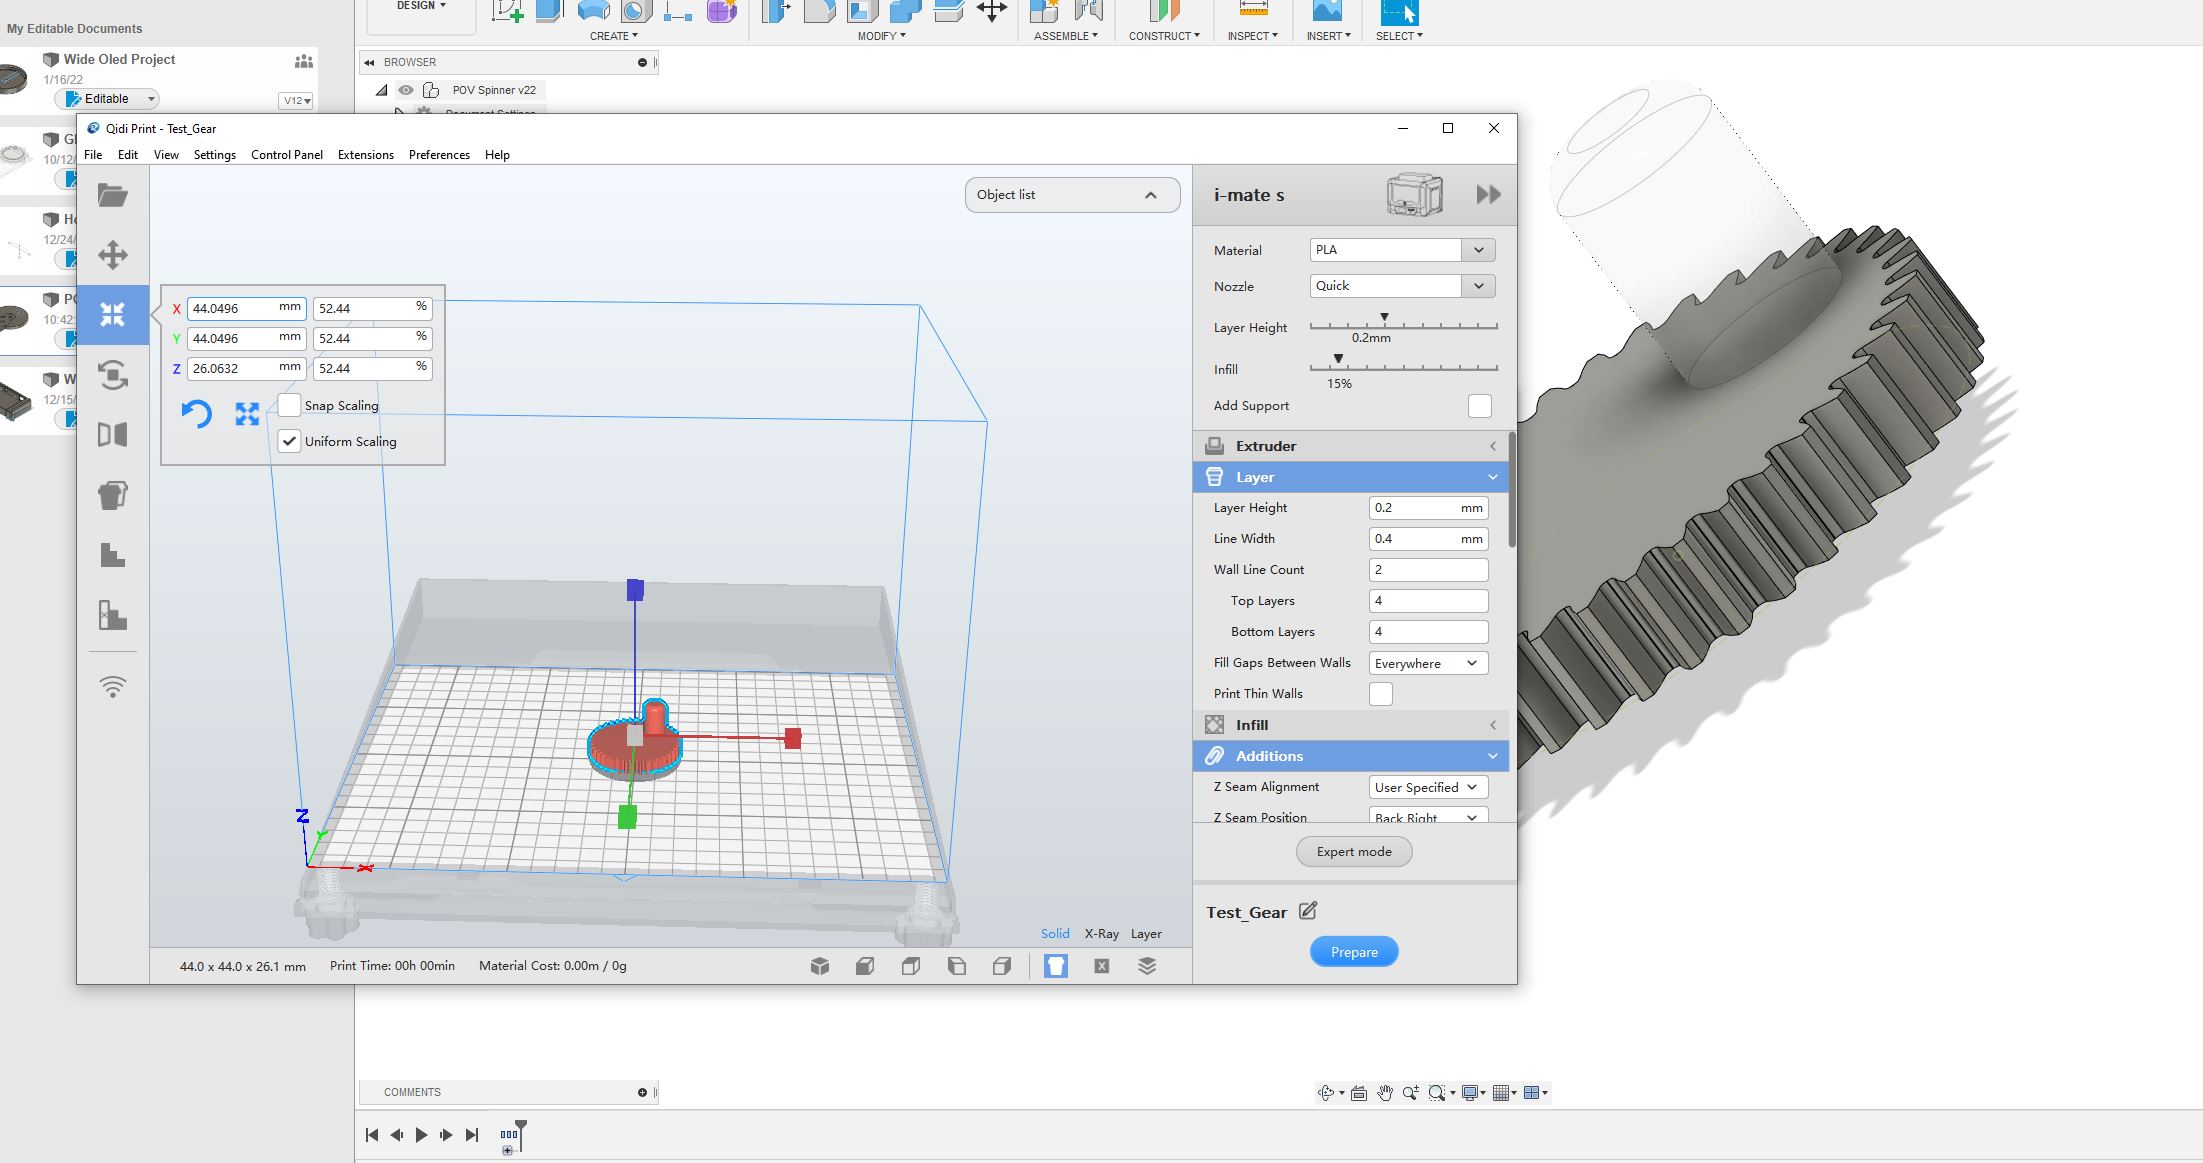 DESIGN
CREATE
MODIFY
ASSEMBLE
CONSTRUCT
INSPECT
INSERT
SELECT
My Editable Documents
Wide Oled Project
1/16/22
Editable
V12
10/12/
12/24/
10:42:
12/15/
BROWSER
POV Spinner v22
Document Settings
Qidi Print - Test_Gear
File Edit View Settings Control Panel Extensions Preferences Help
X 44.0496 mm 52.44 %
Y 44.0496 mm 52.44 %
Z 26.0632 mm 52.44 %
Snap Scaling
Uniform Scaling
Object list
Z
Y
X
Solid X-Ray Layer
44.0 x 44.0 x 26.1 mm Print Time: 00h 00min Material Cost: 0.00m / 0g
i-mate s
Material PLA
Nozzle Quick
Layer Height
0.2mm
Infill
15%
Add Support
Extruder
Layer
Layer Height 0.2 mm
Line Width 0.4 mm
Wall Line Count 2
Top Layers 4
Bottom Layers 4
Fill Gaps Between Walls Everywhere
Print Thin Walls
Infill
Additions
Z Seam Alignment User Specified
Z Seam Position Back Right
Expert mode
Test_Gear
Prepare
COMMENTS